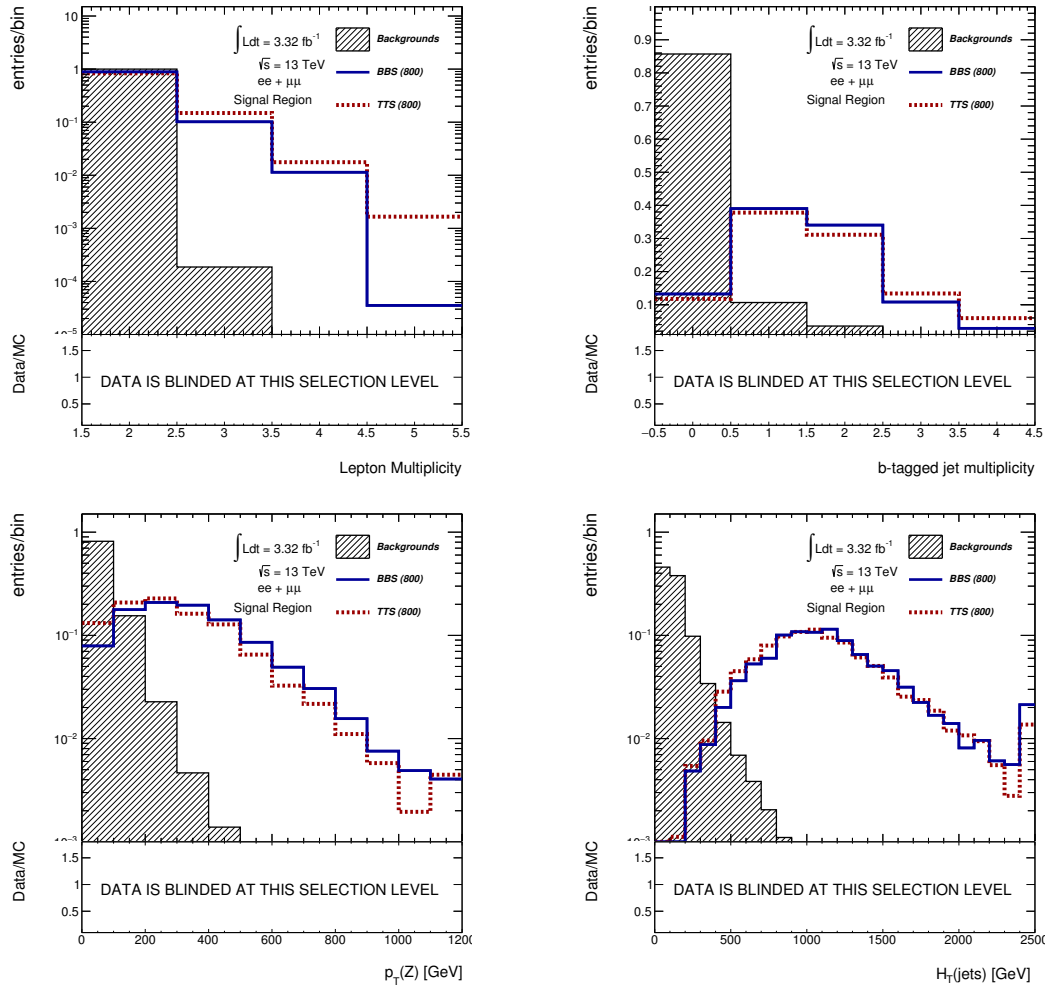 entries/bin
10
1
10⁻¹
10⁻²
10⁻³
10⁻⁴
10⁻⁵
∫ Ldt = 3.32 fb⁻¹
√s = 13 TeV
ee + μμ
Signal Region
Backgrounds
BBS (800)
TTS (800)
Data/MC
1.5
1
0.5
DATA IS BLINDED AT THIS SELECTION LEVEL
1.5 2 2.5 3 3.5 4 4.5 5 5.5
Lepton Multiplicity
entries/bin
0.9
0.8
0.7
0.6
0.5
0.4
0.3
0.2
0.1
∫ Ldt = 3.32 fb⁻¹
√s = 13 TeV
ee + μμ
Signal Region
Backgrounds
BBS (800)
TTS (800)
Data/MC
1.5
1
0.5
DATA IS BLINDED AT THIS SELECTION LEVEL
−0.5 0 0.5 1 1.5 2 2.5 3 3.5 4 4.5
b-tagged jet multiplicity
entries/bin
1
10⁻¹
10⁻²
10⁻³
∫ Ldt = 3.32 fb⁻¹
√s = 13 TeV
ee + μμ
Signal Region
Backgrounds
BBS (800)
TTS (800)
Data/MC
1.5
1
0.5
DATA IS BLINDED AT THIS SELECTION LEVEL
0 200 400 600 800 1000 1200
p_T(Z) [GeV]
entries/bin
1
10⁻¹
10⁻²
10⁻³
∫ Ldt = 3.32 fb⁻¹
√s = 13 TeV
ee + μμ
Signal Region
Backgrounds
BBS (800)
TTS (800)
Data/MC
1.5
1
0.5
DATA IS BLINDED AT THIS SELECTION LEVEL
0 500 1000 1500 2000 2500
H_T(jets) [GeV]